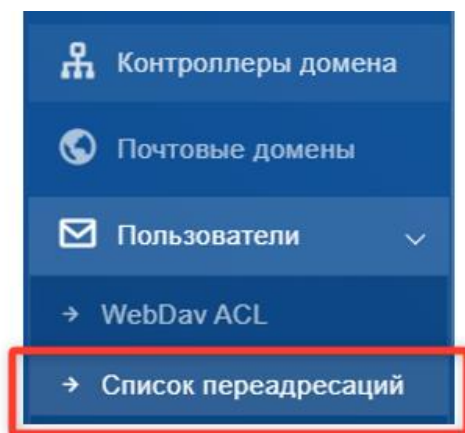 Контроллеры домена
Почтовые домены
Пользователи
WebDav ACL
Список переадресаций